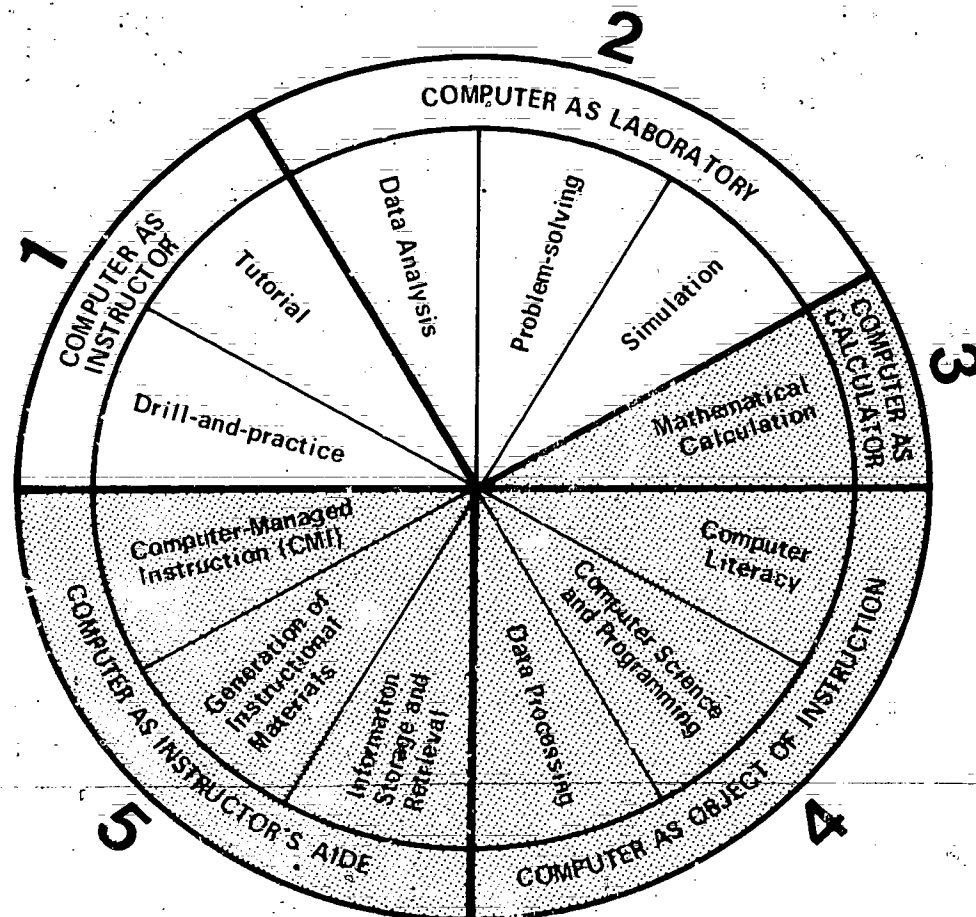 1
COMPUTER AS
INSTRUCTOR
Drill-and-practice
Tutorial
2
COMPUTER AS LABORATORY
Data Analysis
Problem-solving
Simulation
3
COMPUTER AS
CALCULATOR
Mathematical
Calculation
4
COMPUTER AS OBJECT OF INSTRUCTION
Computer
Literacy
Computer Science
and Programming
Data Processing
5
COMPUTER AS INSTRUCTOR'S AIDE
Information
Storage and
Retrieval
Generation of
Instructional
Materials
Computer-Managed
Instruction (CMI)